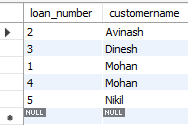 loan_number customername
2 Avinash
3 Dinesh
1 Mohan
4 Mohan
5 Nikil
NULL NULL